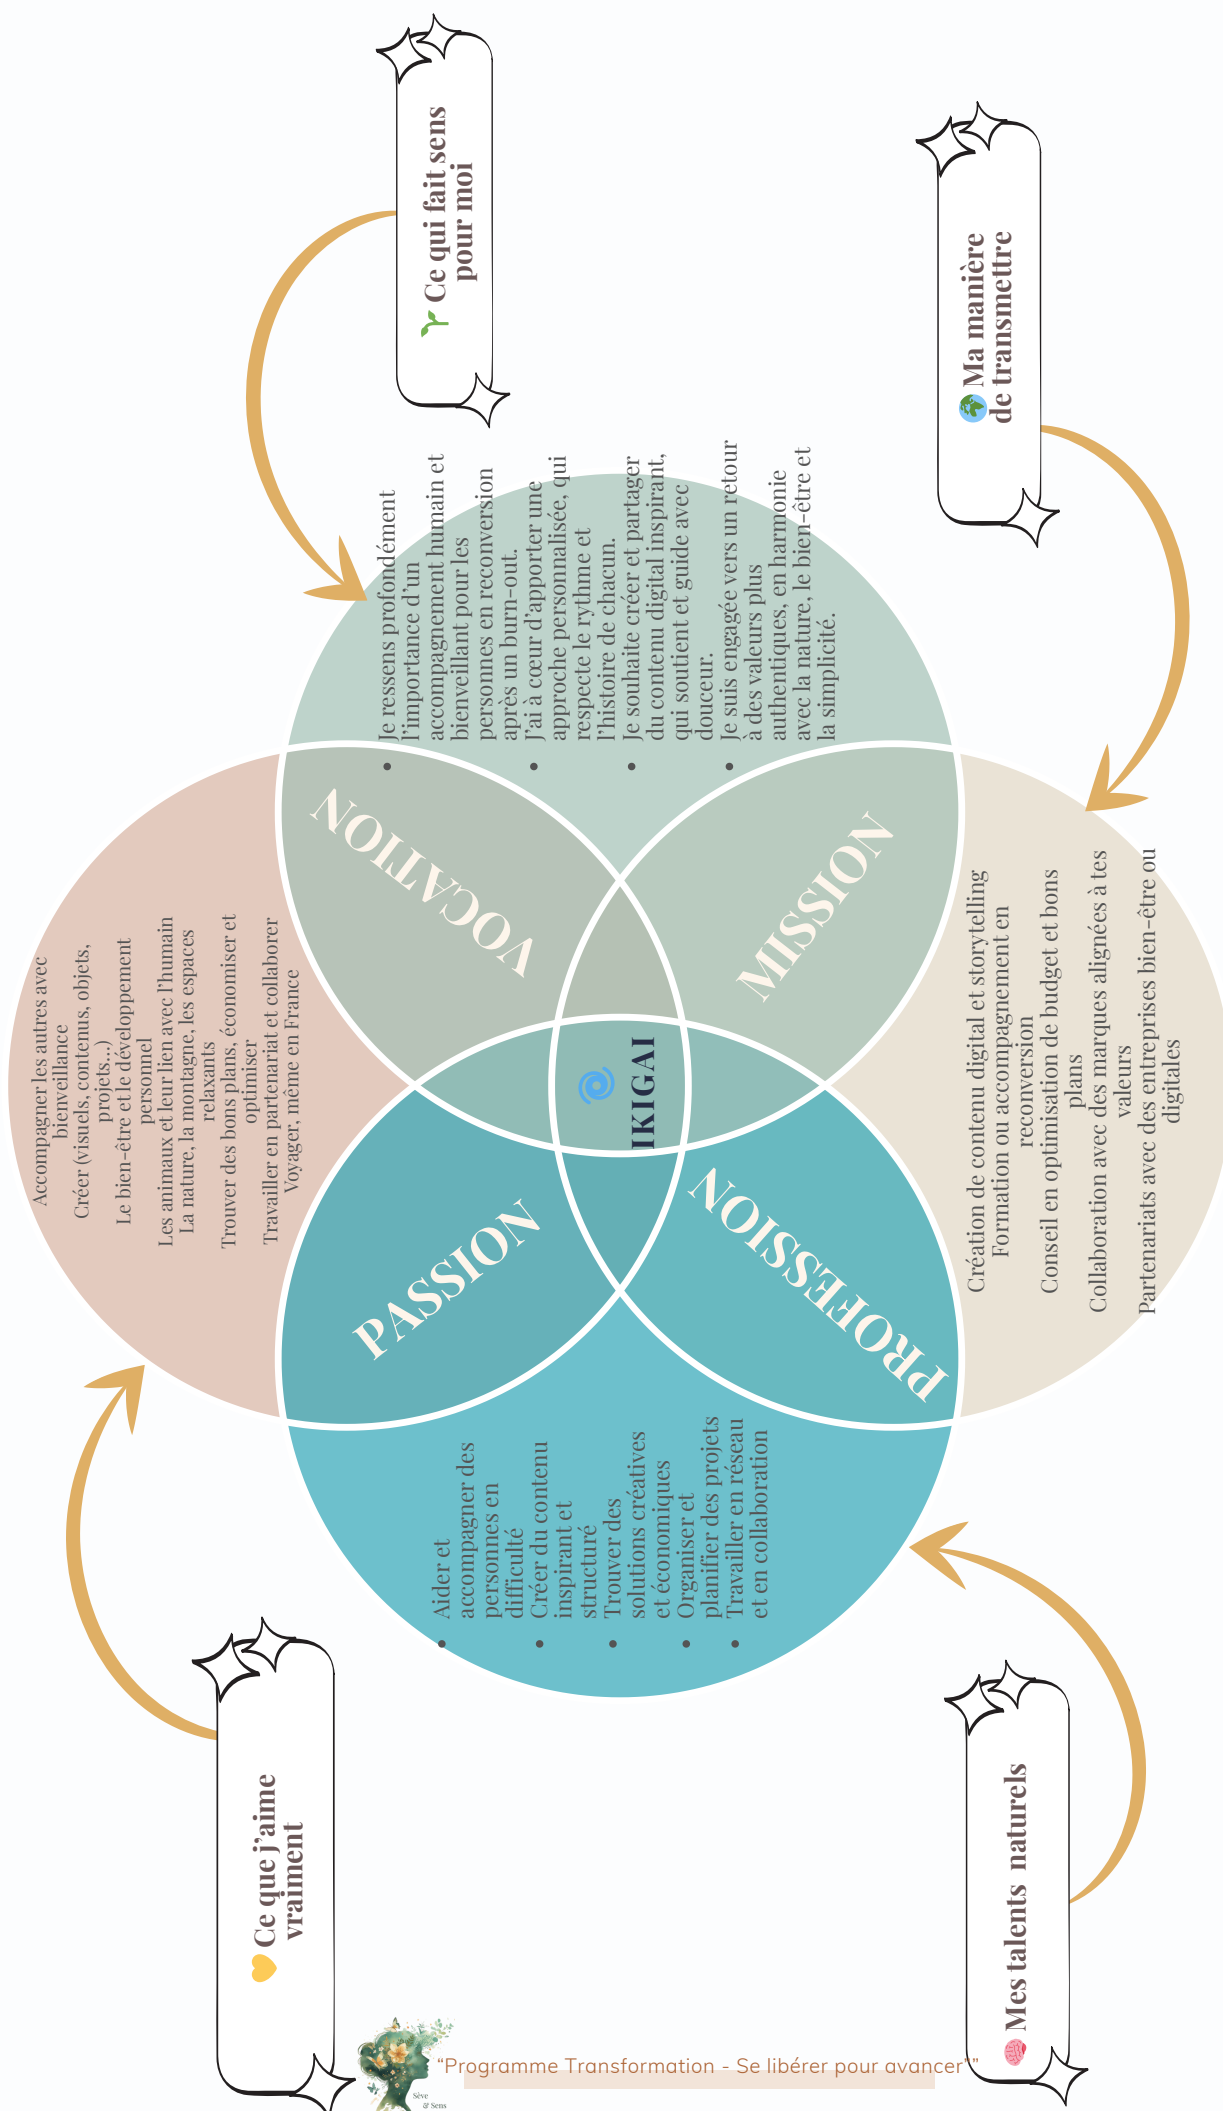 💛 Ce que j'aime
vraiment
🌱 Ce qui fait sens
pour moi
Accompagner les autres avec
bienveillance
Créer (visuels, contenus, objets,
projets...)
Le bien-être et le développement
personnel
Les animaux et leur lien avec l'humain
La nature, la montagne, les espaces
relaxants
Trouver des bons plans, économiser et
optimiser
Travailler en partenariat et collaborer
Voyager, même en France
PASSION
VOCATION
• Aider et
accompagner des
personnes en
difficulté
• Créer du contenu
inspirant et
structuré
• Trouver des
solutions créatives
et économiques
• Organiser et
planifier des projets
• Travailler en réseau
et en collaboration
🌀
IKIGAI
• Je ressens profondément
l'importance d'un
accompagnement humain et
bienveillant pour les
personnes en reconversion
après un burn-out.
• J'ai à cœur d'apporter une
approche personnalisée, qui
respecte le rythme et
l'histoire de chacun.
• Je souhaite créer et partager
du contenu digital inspirant,
qui soutient et guide avec
douceur.
• Je suis engagée vers un retour
à des valeurs plus
authentiques, en harmonie
avec la nature, le bien-être et
la simplicité.
PROFESSION
MISSION
Création de contenu digital et storytelling
Formation ou accompagnement en
reconversion
Conseil en optimisation de budget et bons
plans
Collaboration avec des marques alignées à tes
valeurs
Partenariats avec des entreprises bien-être ou
digitales
🧠 Mes talents naturels
🌍 Ma manière
de transmettre
Sève
& Sens
“Programme Transformation - Se libérer pour avancer””